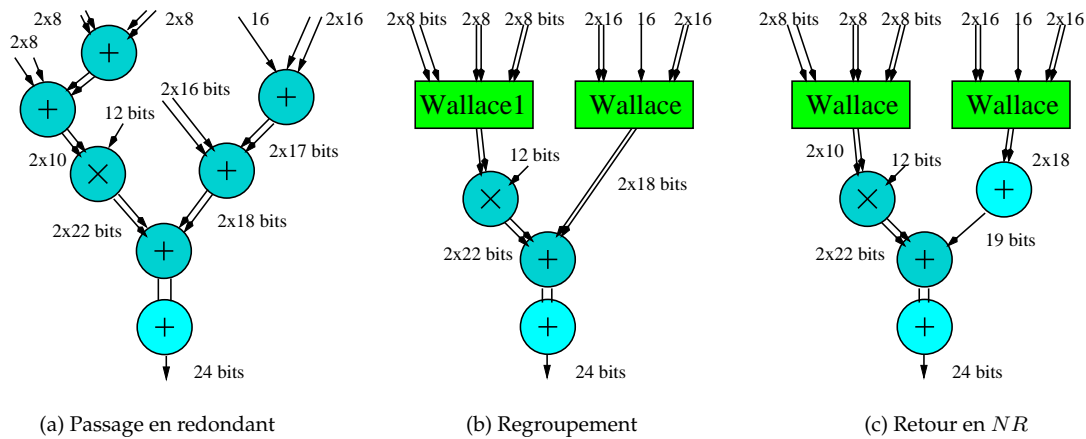 2x8
2x8
2x8
+
+
12 bits
2x10
×
16
2x16
+
2x16 bits
2x17 bits
+
2x18 bits
2x22 bits
+
+
24 bits
(a) Passage en redondant
2x8 bits
2x8
2x8 bits
2x16
16
2x16
Wallace1
Wallace
12 bits
×
2x18 bits
2x22 bits
+
+
24 bits
(b) Regroupement
2x8 bits
2x8
2x8 bits
2x16
16
2x16
Wallace
Wallace
2x10
12 bits
2x18
×
+
19 bits
2x22 bits
+
+
24 bits
(c) Retour en NR